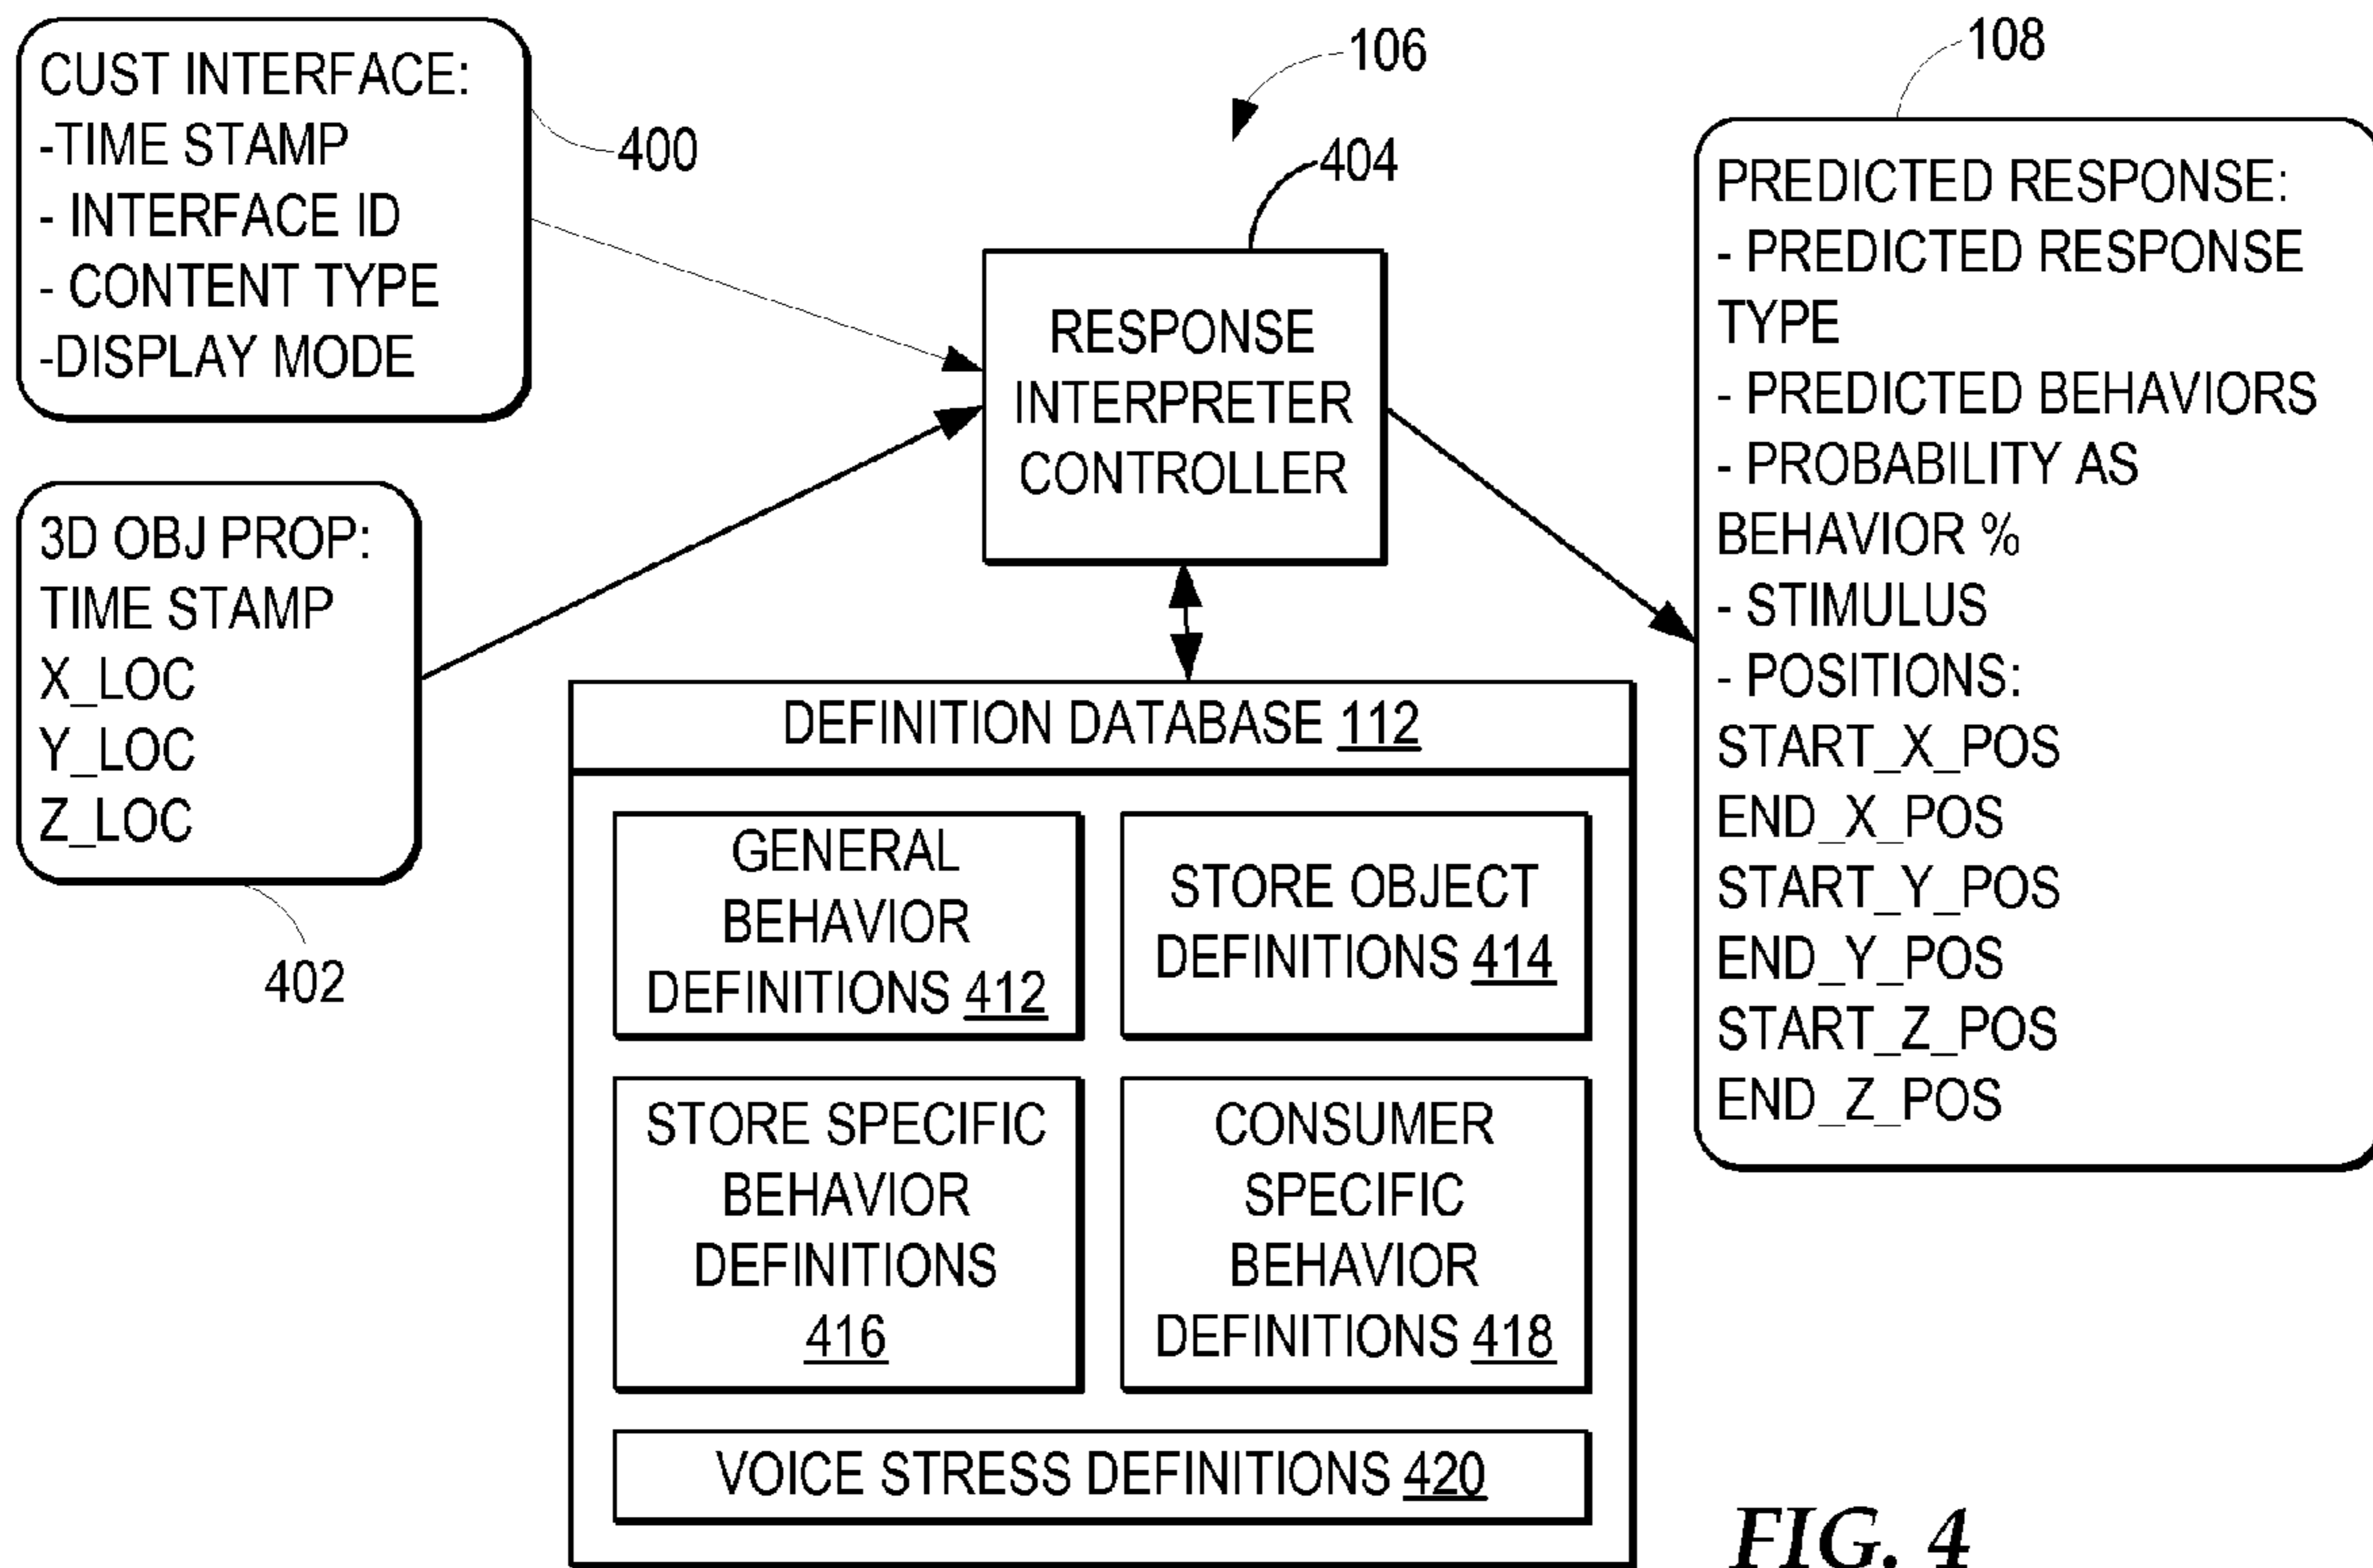 CUST INTERFACE:
-TIME STAMP
- INTERFACE ID
- CONTENT TYPE
-DISPLAY MODE
400
3D OBJ PROP:
TIME STAMP
X_LOC
Y_LOC
Z_LOC
402
106
404
RESPONSE
INTERPRETER
CONTROLLER
DEFINITION DATABASE 112
GENERAL
BEHAVIOR
DEFINITIONS 412
STORE OBJECT
DEFINITIONS 414
STORE SPECIFIC
BEHAVIOR
DEFINITIONS
416
CONSUMER
SPECIFIC
BEHAVIOR
DEFINITIONS 418
VOICE STRESS DEFINITIONS 420
108
PREDICTED RESPONSE:
- PREDICTED RESPONSE
TYPE
- PREDICTED BEHAVIORS
- PROBABILITY AS
BEHAVIOR %
- STIMULUS
- POSITIONS:
START_X_POS
END_X_POS
START_Y_POS
END_Y_POS
START_Z_POS
END_Z_POS
FIG. 4